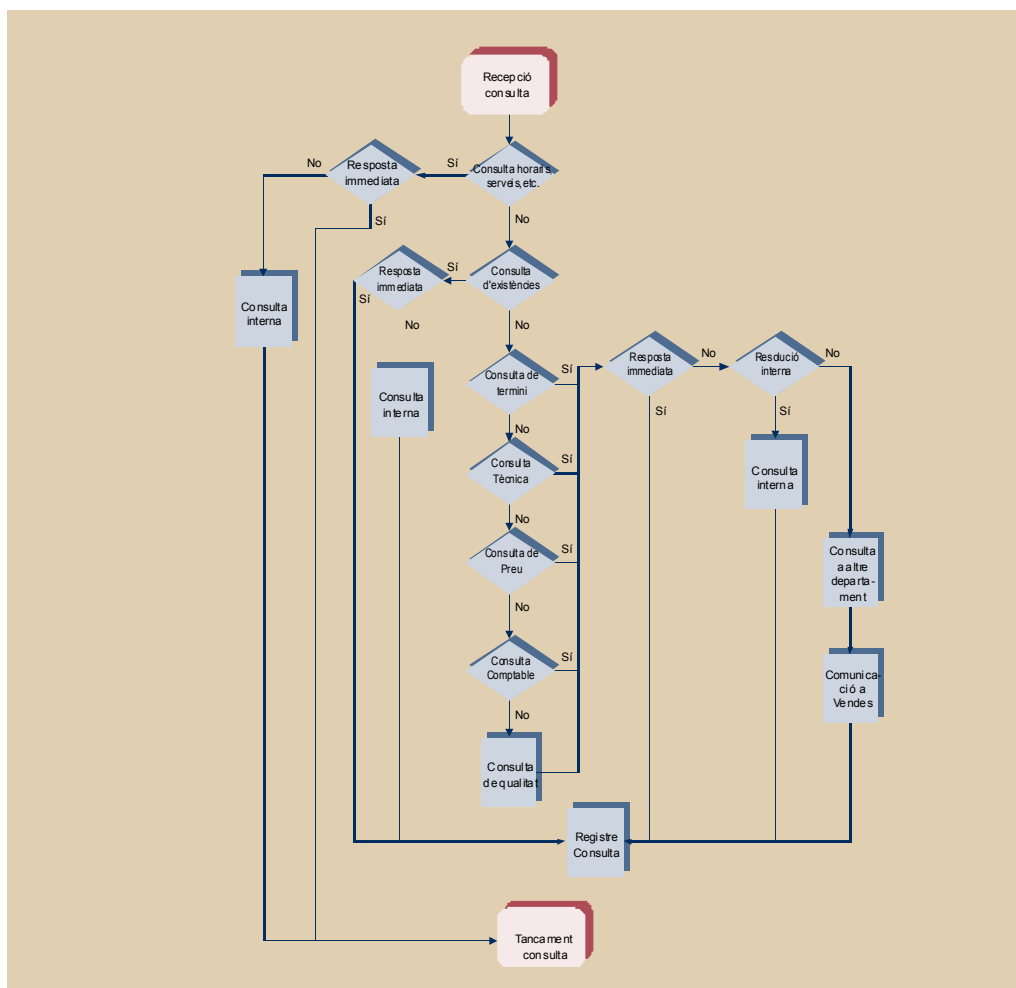 Recepció
consulta
No
Resposta
immediata
Sí
Consulta horaris,
serveis, etc.
Sí
No
Resposta
immediata
Sí
Consulta
d'existències
Sí
No
No
Consulta
interna
Consulta
interna
Consulta de
termini
Sí
Resposta
immediata
No
Resdució
interna
No
No
Sí
Sí
Consulta
Tècnica
Sí
Consulta
interna
No
Consulta de
Preu
Sí
Consulta
a altre
departa-
ment
No
Consulta
Comptable
Sí
Comunica-
ció a
Vendes
No
Consulta
de qualitat
Registre
Consulta
Tancament
consulta